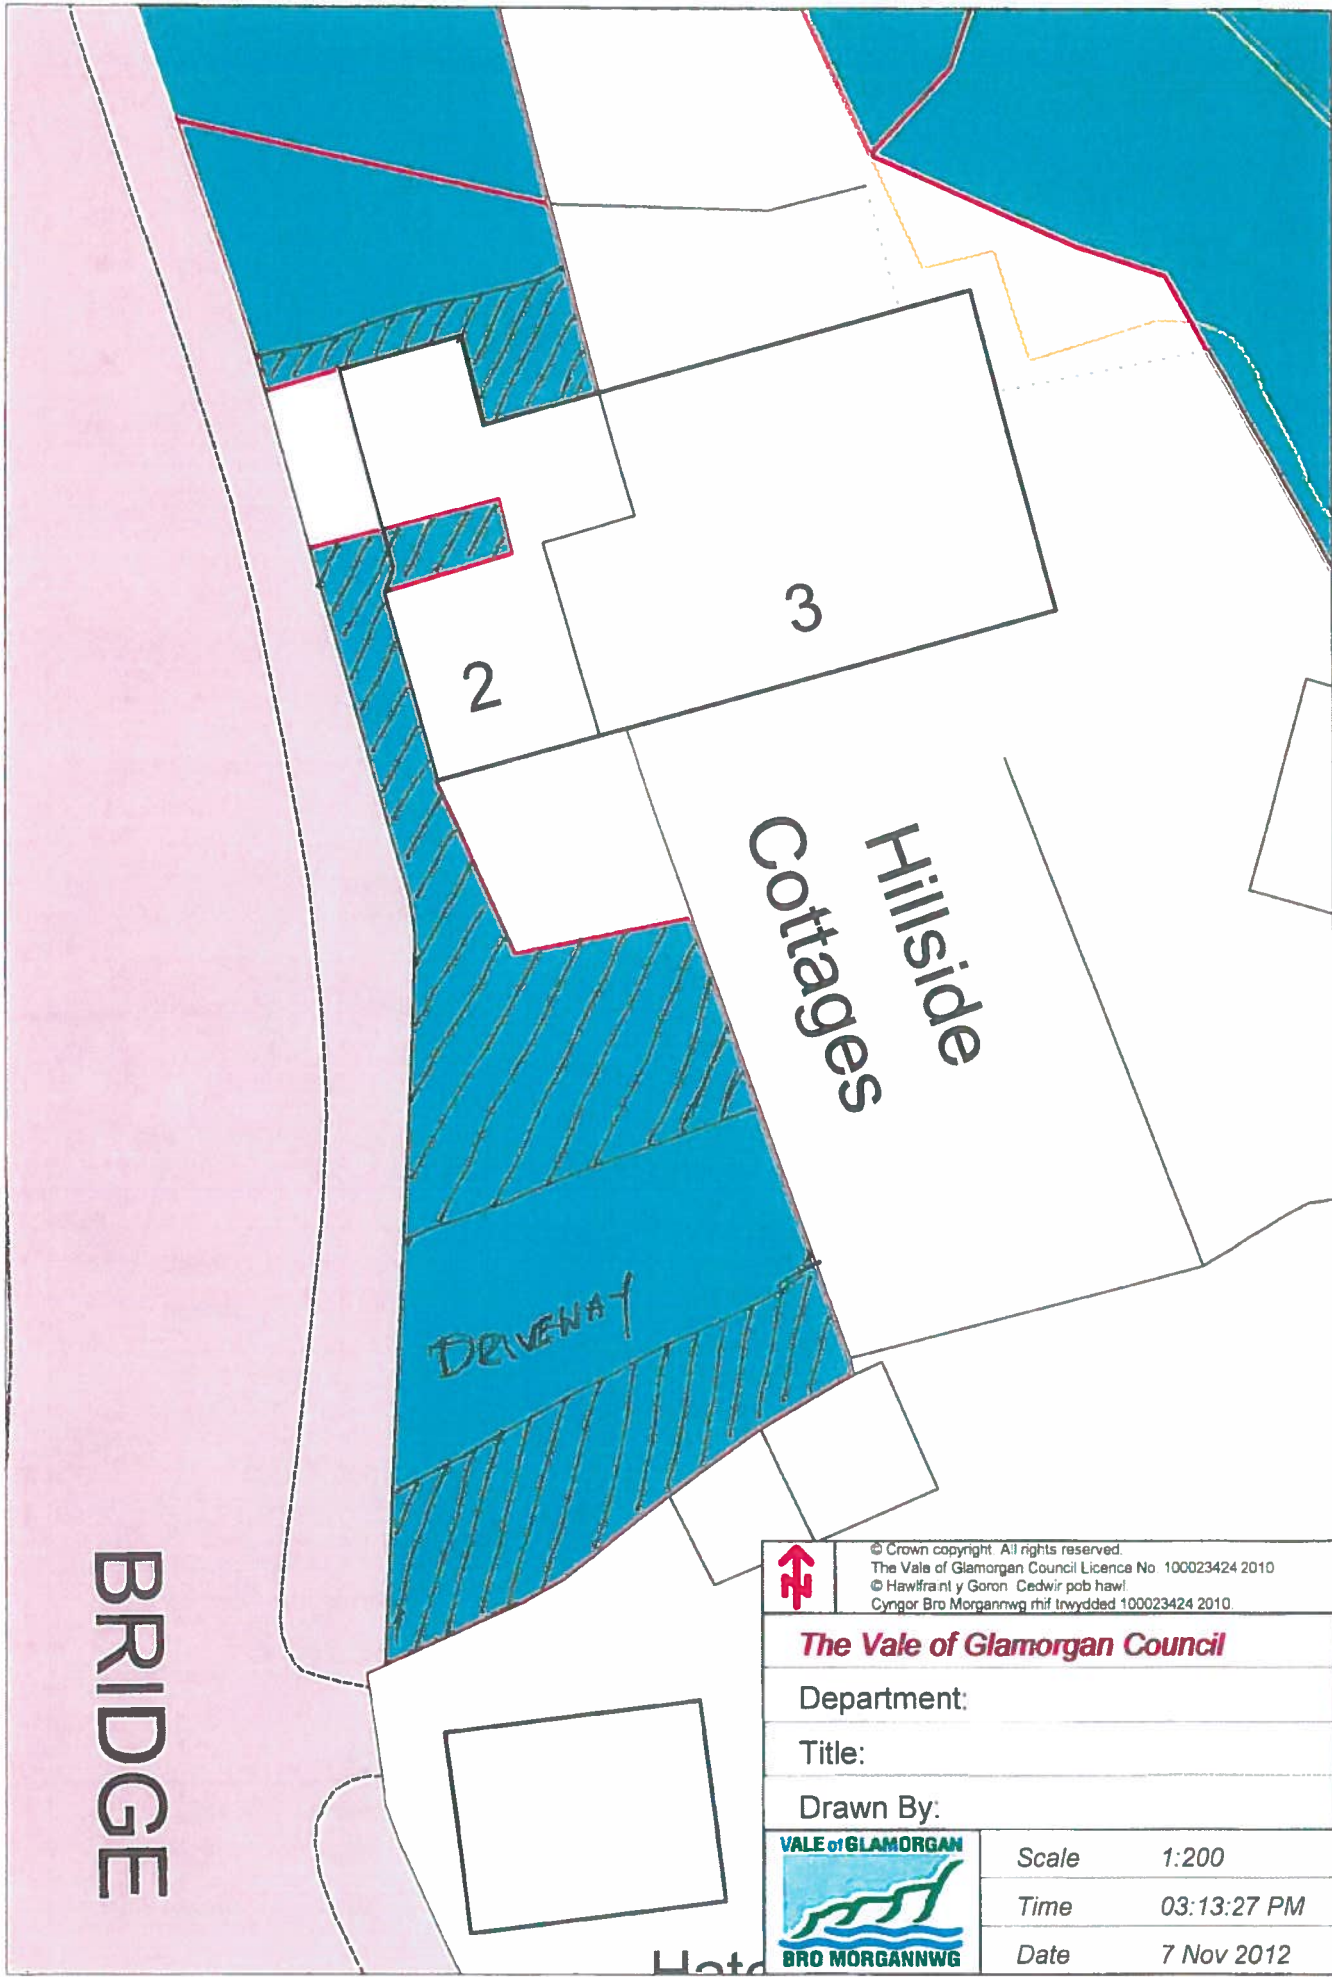 3
2
Hillside
Cottages
DRIVEWAY
BRIDGE
© Crown copyright. All rights reserved.
The Vale of Glamorgan Council Licence No. 100023424 2010
© Hawlfraint y Goron. Cedwir pob hawl.
Cyngor Bro Morgannwg rhif trwydded 100023424 2010.
N
The Vale of Glamorgan Council
Department:
Title:
Drawn By:
VALE of GLAMORGAN
BRO MORGANNWG
Scale 1:200
Time 03:13:27 PM
Date 7 Nov 2012